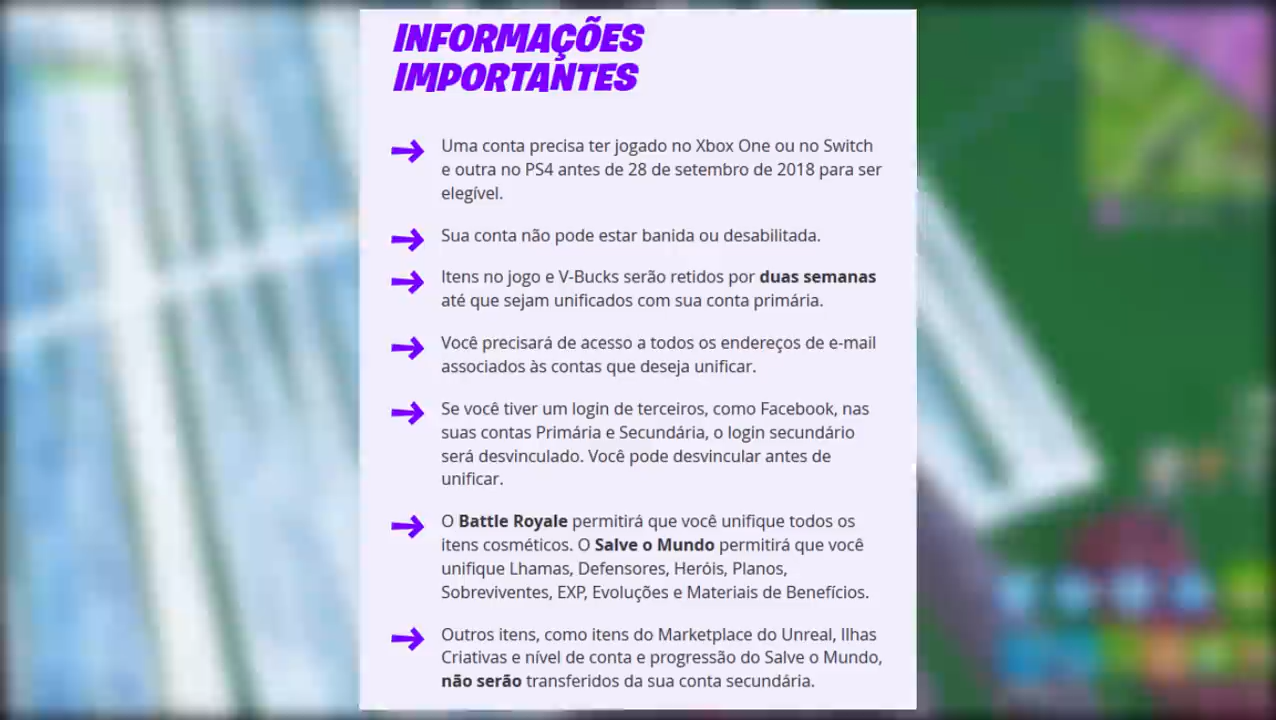 INFORMAÇÕES
IMPORTANTES
Uma conta precisa ter jogado no Xbox One ou no Switch
e outra no PS4 antes de 28 de setembro de 2018 para ser
elegível.
Sua conta não pode estar banida ou desabilitada.
Itens no jogo e V-Bucks serão retidos por duas semanas
até que sejam unificados com sua conta primária.
Você precisará de acesso a todos os endereços de e-mail
associados às contas que deseja unificar.
Se você tiver um login de terceiros, como Facebook, nas
suas contas Primária e Secundária, o login secundário
será desvinculado. Você pode desvincular antes de
unificar.
O Battle Royale permitirá que você unifique todos os
itens cosméticos. O Salve o Mundo permitirá que você
unifique Lhamas, Defensores, Heróis, Planos,
Sobreviventes, EXP, Evoluções e Materiais de Benefícios.
Outros itens, como itens do Marketplace do Unreal, Ilhas
Criativas e nível de conta e progressão do Salve o Mundo,
não serão transferidos da sua conta secundária.